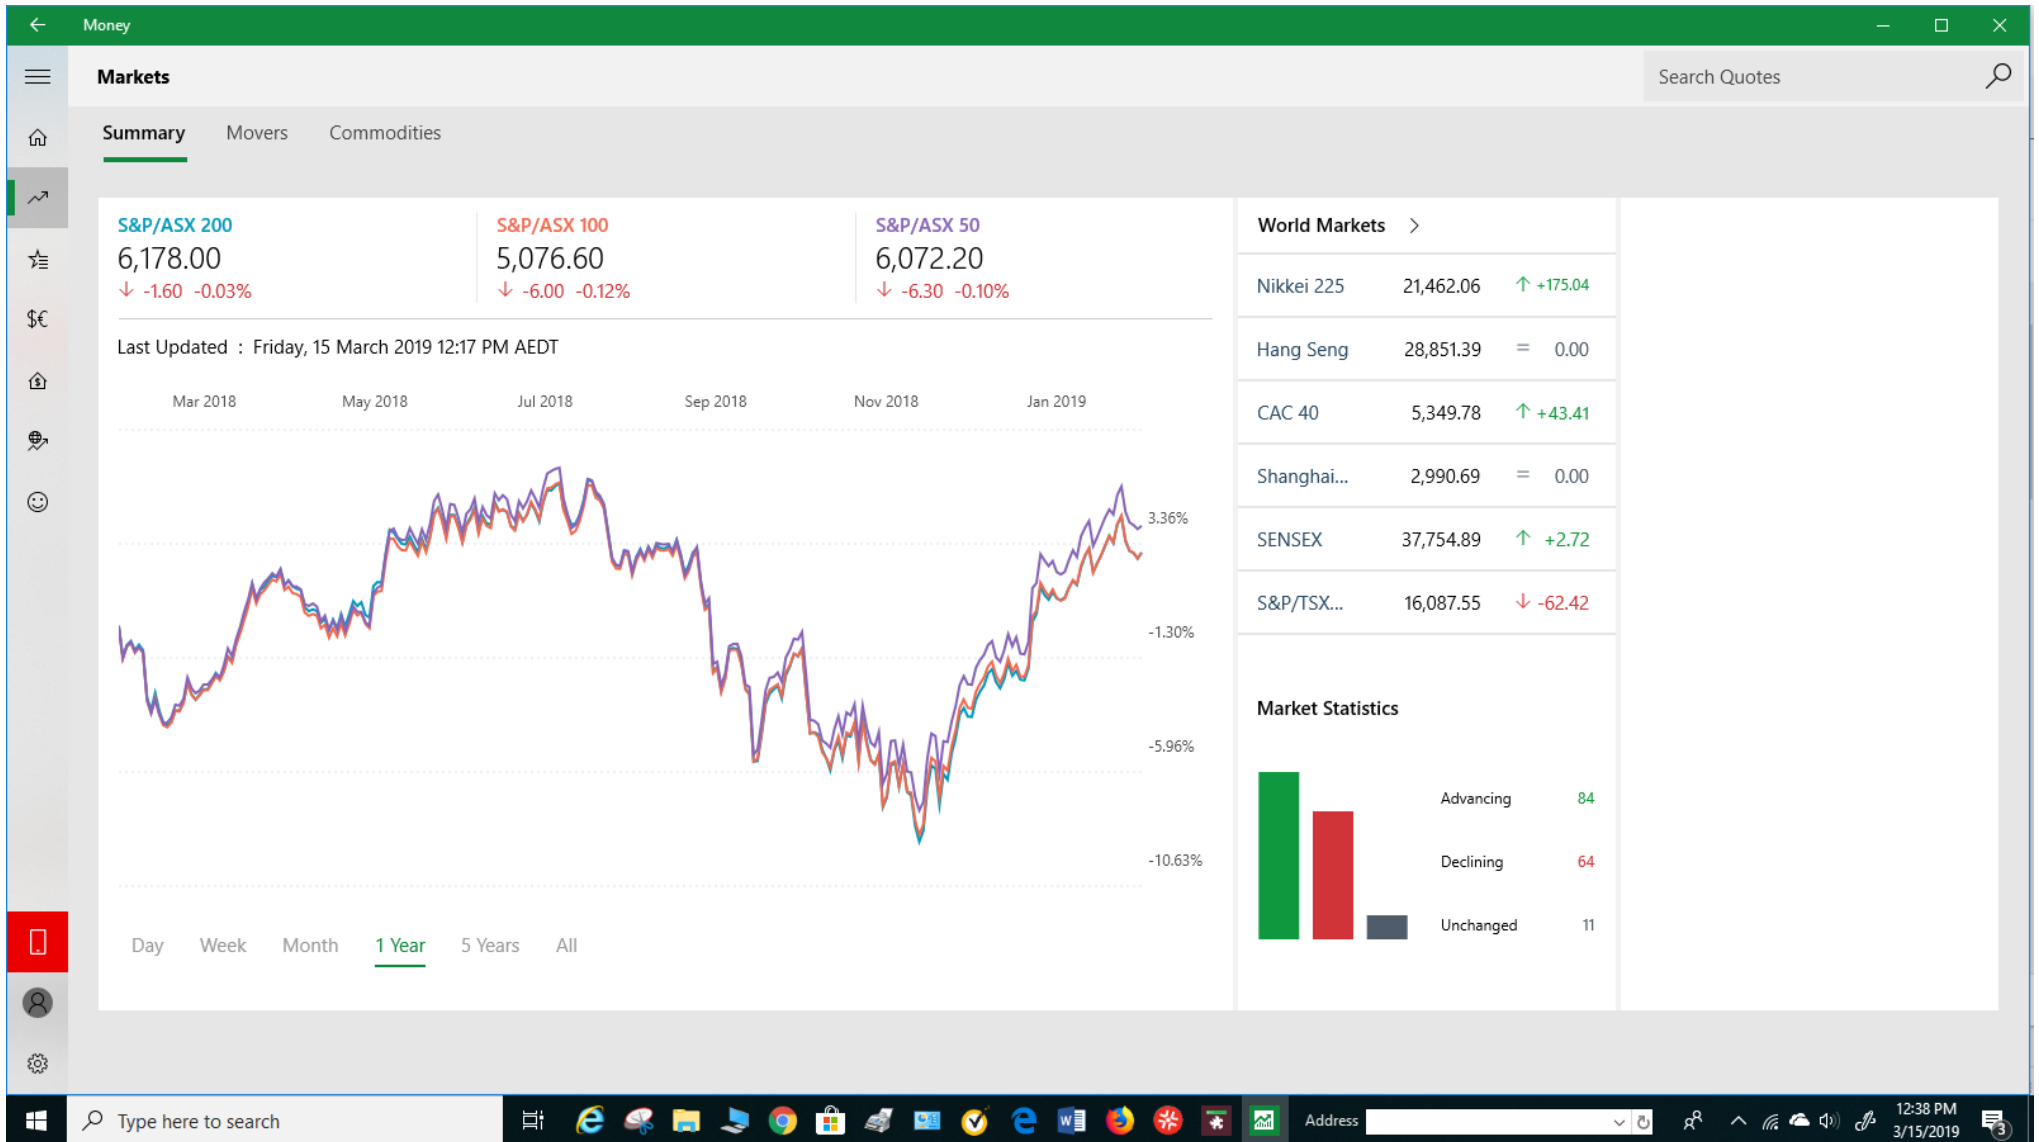 Money
Markets
Search Quotes
Summary Movers Commodities
S&P/ASX 200
6,178.00
-1.60 -0.03%
S&P/ASX 100
5,076.60
-6.00 -0.12%
S&P/ASX 50
6,072.20
-6.30 -0.10%
Last Updated : Friday, 15 March 2019 12:17 PM AEDT
Mar 2018 May 2018 Jul 2018 Sep 2018 Nov 2018 Jan 2019
3.36%
-1.30%
-5.96%
-10.63%
Day Week Month 1 Year 5 Years All
World Markets
Nikkei 225 21,462.06 +175.04
Hang Seng 28,851.39 = 0.00
CAC 40 5,349.78 +43.41
Shanghai... 2,990.69 = 0.00
SENSEX 37,754.89 +2.72
S&P/TSX... 16,087.55 -62.42
Market Statistics
Advancing 84
Declining 64
Unchanged 11
Type here to search
Address
12:38 PM
3/15/2019
3